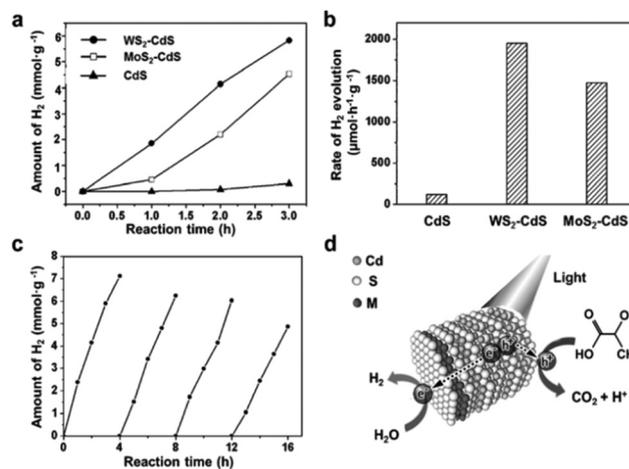 a
Amount of H2 (mmol·g-1)
6
5
4
3
2
1
0
WS2-CdS
MoS2-CdS
CdS
0.0 0.5 1.0 1.5 2.0 2.5 3.0
Reaction time (h)
b
Rate of H2 evolution
(μmol·h-1·g-1)
2000
1500
1000
500
0
CdS WS2-CdS MoS2-CdS
c
Amount of H2 (mmol·g-1)
8
7
6
5
4
3
2
1
0
0 2 4 6 8 10 12 14 16
Reaction time (h)
d
Cd
S
M
Light
e- h+
h+
e-
O
HO
H2
H2O
CO2 + H+